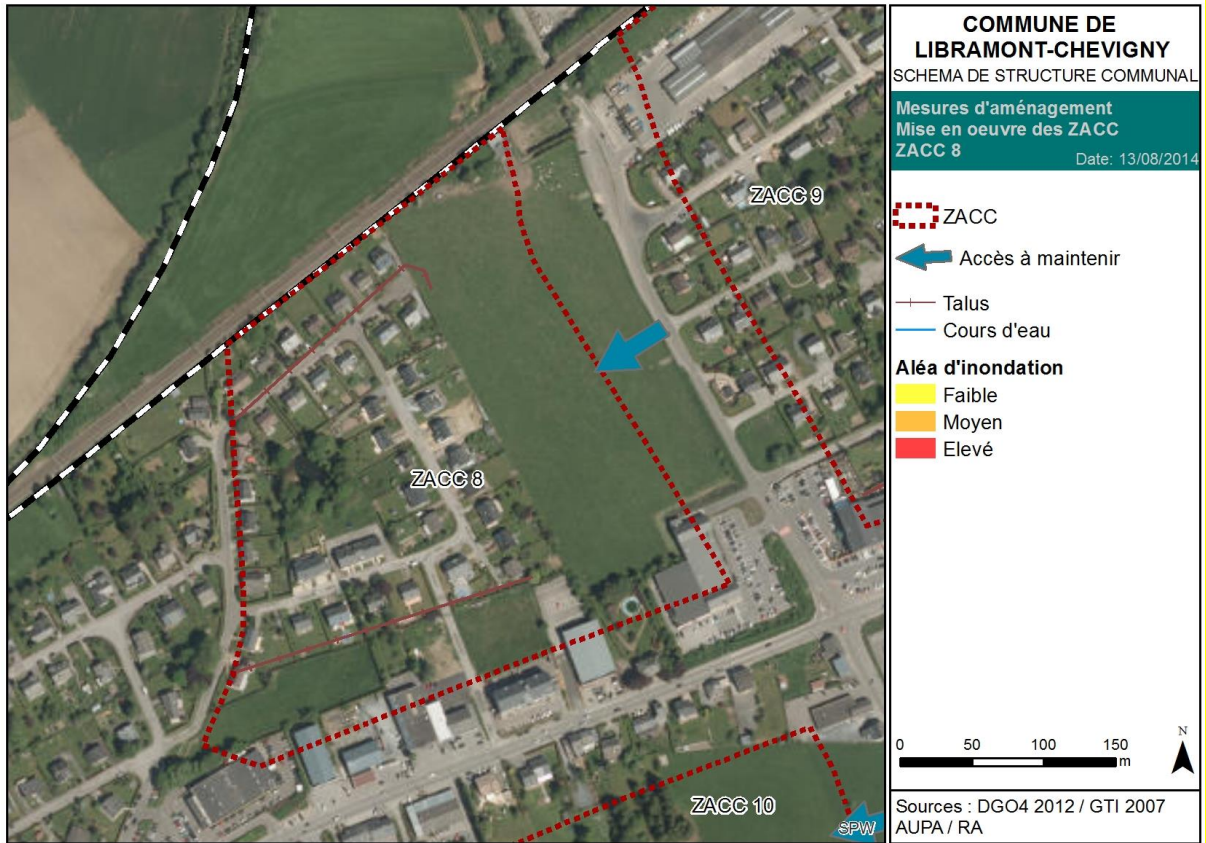 COMMUNE DE
LIBRAMONT-CHEVIGNY
SCHEMA DE STRUCTURE COMMUNAL
Mesures d'aménagement
Mise en oeuvre des ZACC
ZACC 8
Date: 13/08/2014
ZACC
Accès à maintenir
Talus
Cours d'eau
Aléa d'inondation
Faible
Moyen
Elevé
ZACC 9
ZACC 8
ZACC 10
SPW
0 50 100 150
m
N
Sources : DGO4 2012 / GTI 2007
AUPA / RA